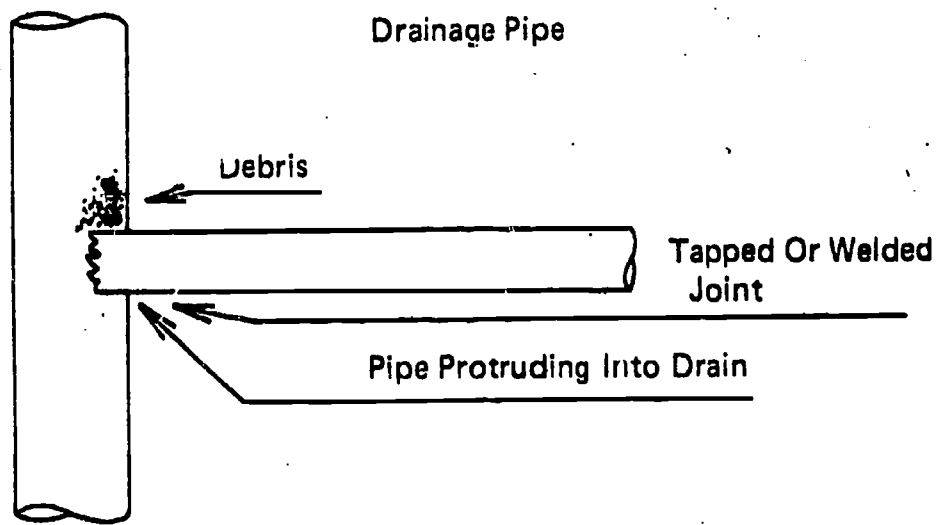 Drainage Pipe
Debris
Tapped Or Welded
Joint
Pipe Protruding Into Drain